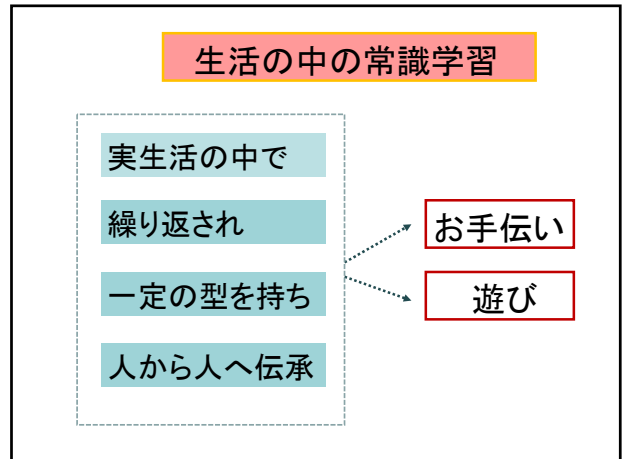 生活の中の常識学習
実生活の中で
繰り返され
一定の型を持ち
人から人へ伝承
お手伝い
遊び